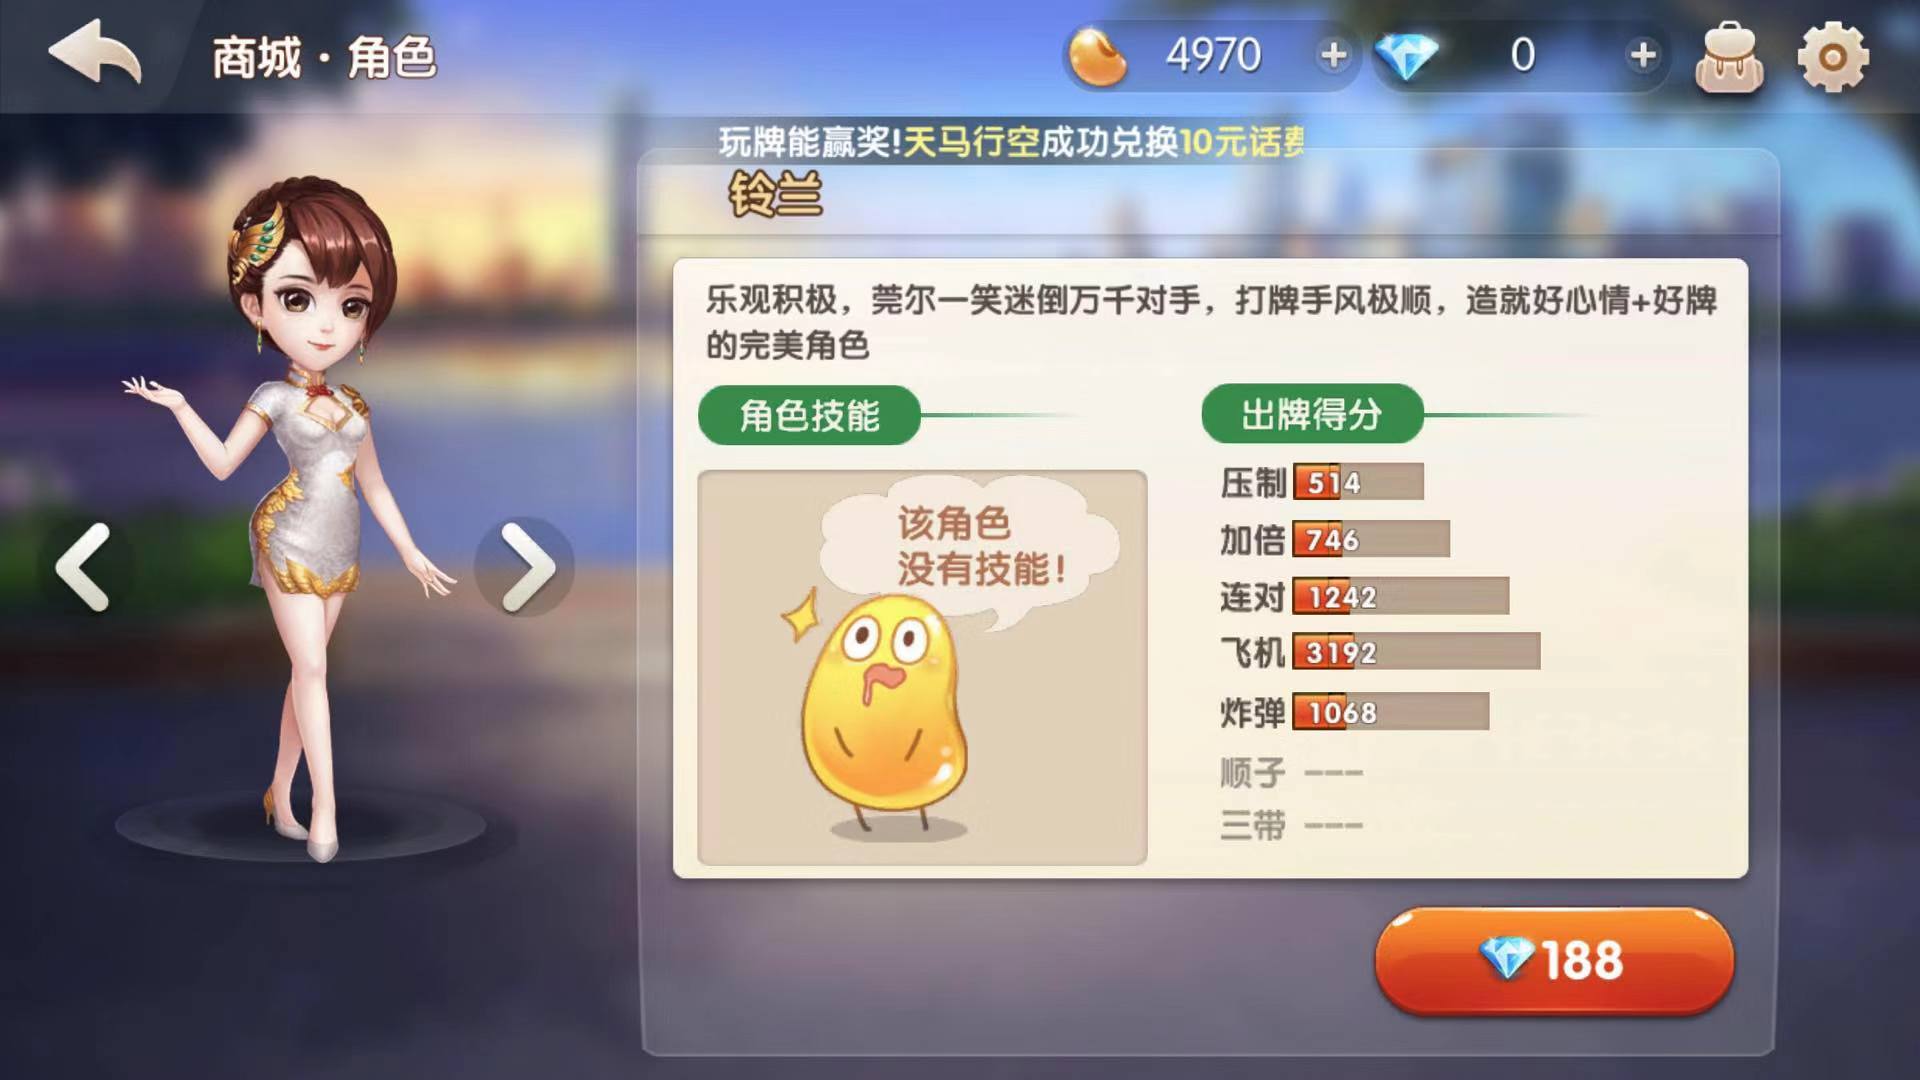 商城·角色
4970
0
玩牌能赢奖!天马行空成功兑换10元话费
铃兰
乐观积极，莞尔一笑迷倒万千对手，打牌手风极顺，造就好心情+好牌
的完美角色
角色技能
该角色
没有技能！
出牌得分
压制 514
加倍 746
连对 1242
飞机 3192
炸弹 1068
顺子 ---
三带 ---
188